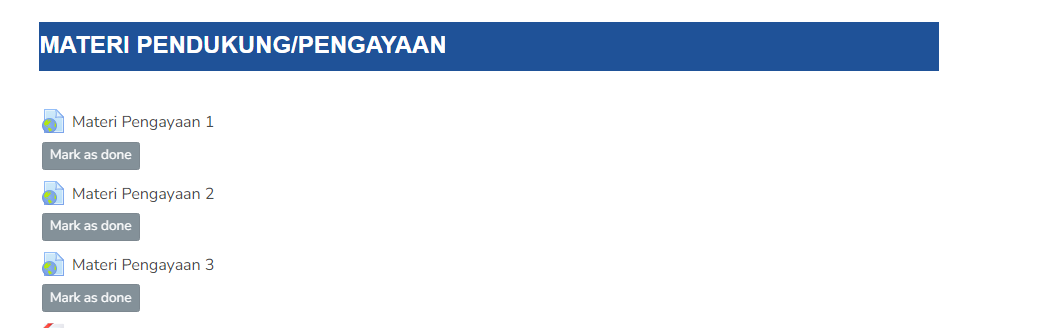 MATERI PENDUKUNG/PENGAYAAN
Materi Pengayaan 1
Mark as done
Materi Pengayaan 2
Mark as done
Materi Pengayaan 3
Mark as done